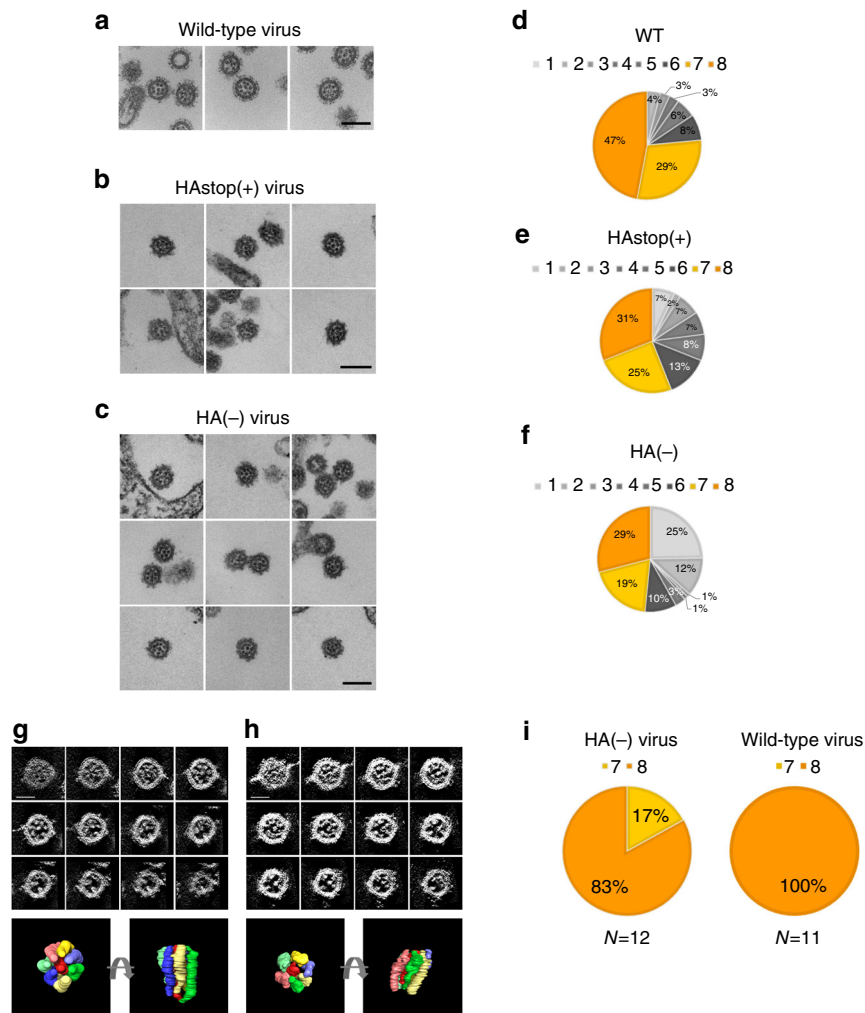 a
Wild-type virus
b
HAstop(+) virus
c
HA(–) virus
d
WT
1 2 3 4 5 6 7 8
4%
3%
3%
6%
8%
29%
47%
e
HAstop(+)
1 2 3 4 5 6 7 8
7%
2%
7%
7%
8%
13%
25%
31%
f
HA(–)
1 2 3 4 5 6 7 8
25%
12%
1%
1%
3%
10%
19%
29%
g
h
i
HA(–) virus
7 8
17%
83%
N=12
Wild-type virus
7 8
100%
N=11